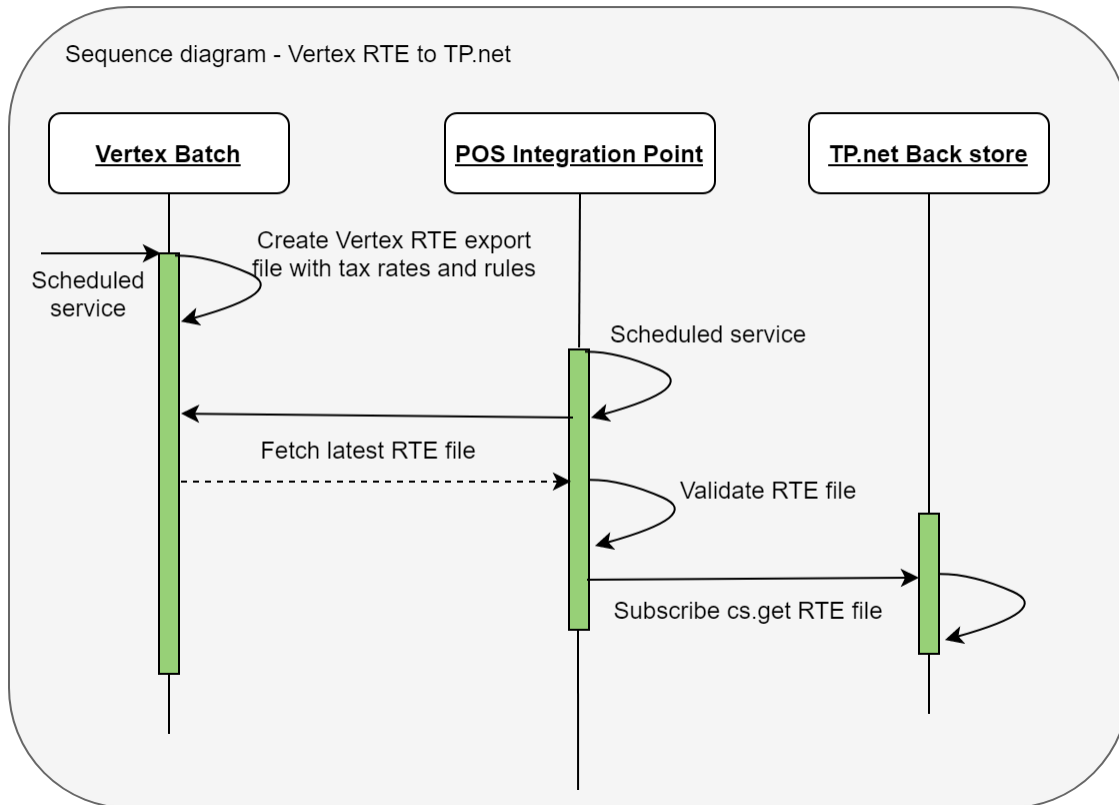 Sequence diagram - Vertex RTE to TP.net
Vertex Batch
POS Integration Point
TP.net Back store
Create Vertex RTE export
file with tax rates and rules
Scheduled
service
Scheduled service
Fetch latest RTE file
Validate RTE file
Subscribe cs.get RTE file